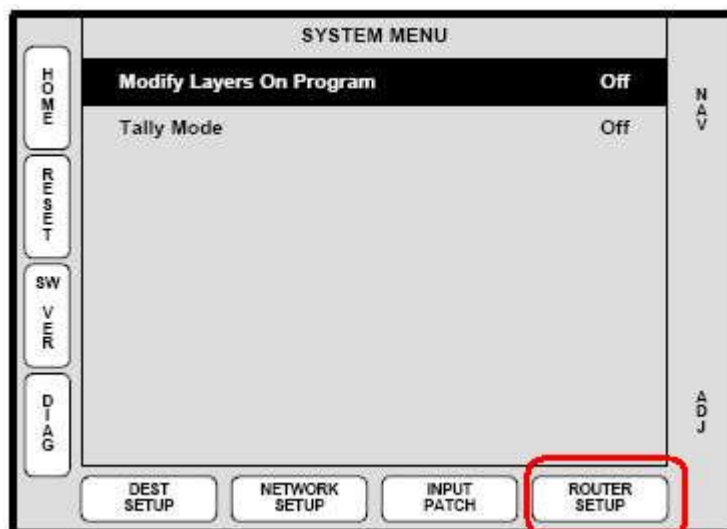 SYSTEM MENU
HOME
RESET
SW VER
DIAG
Modify Layers On Program Off
Tally Mode Off
NAV
ADJ
DEST
SETUP
NETWORK
SETUP
INPUT
PATCH
ROUTER
SETUP